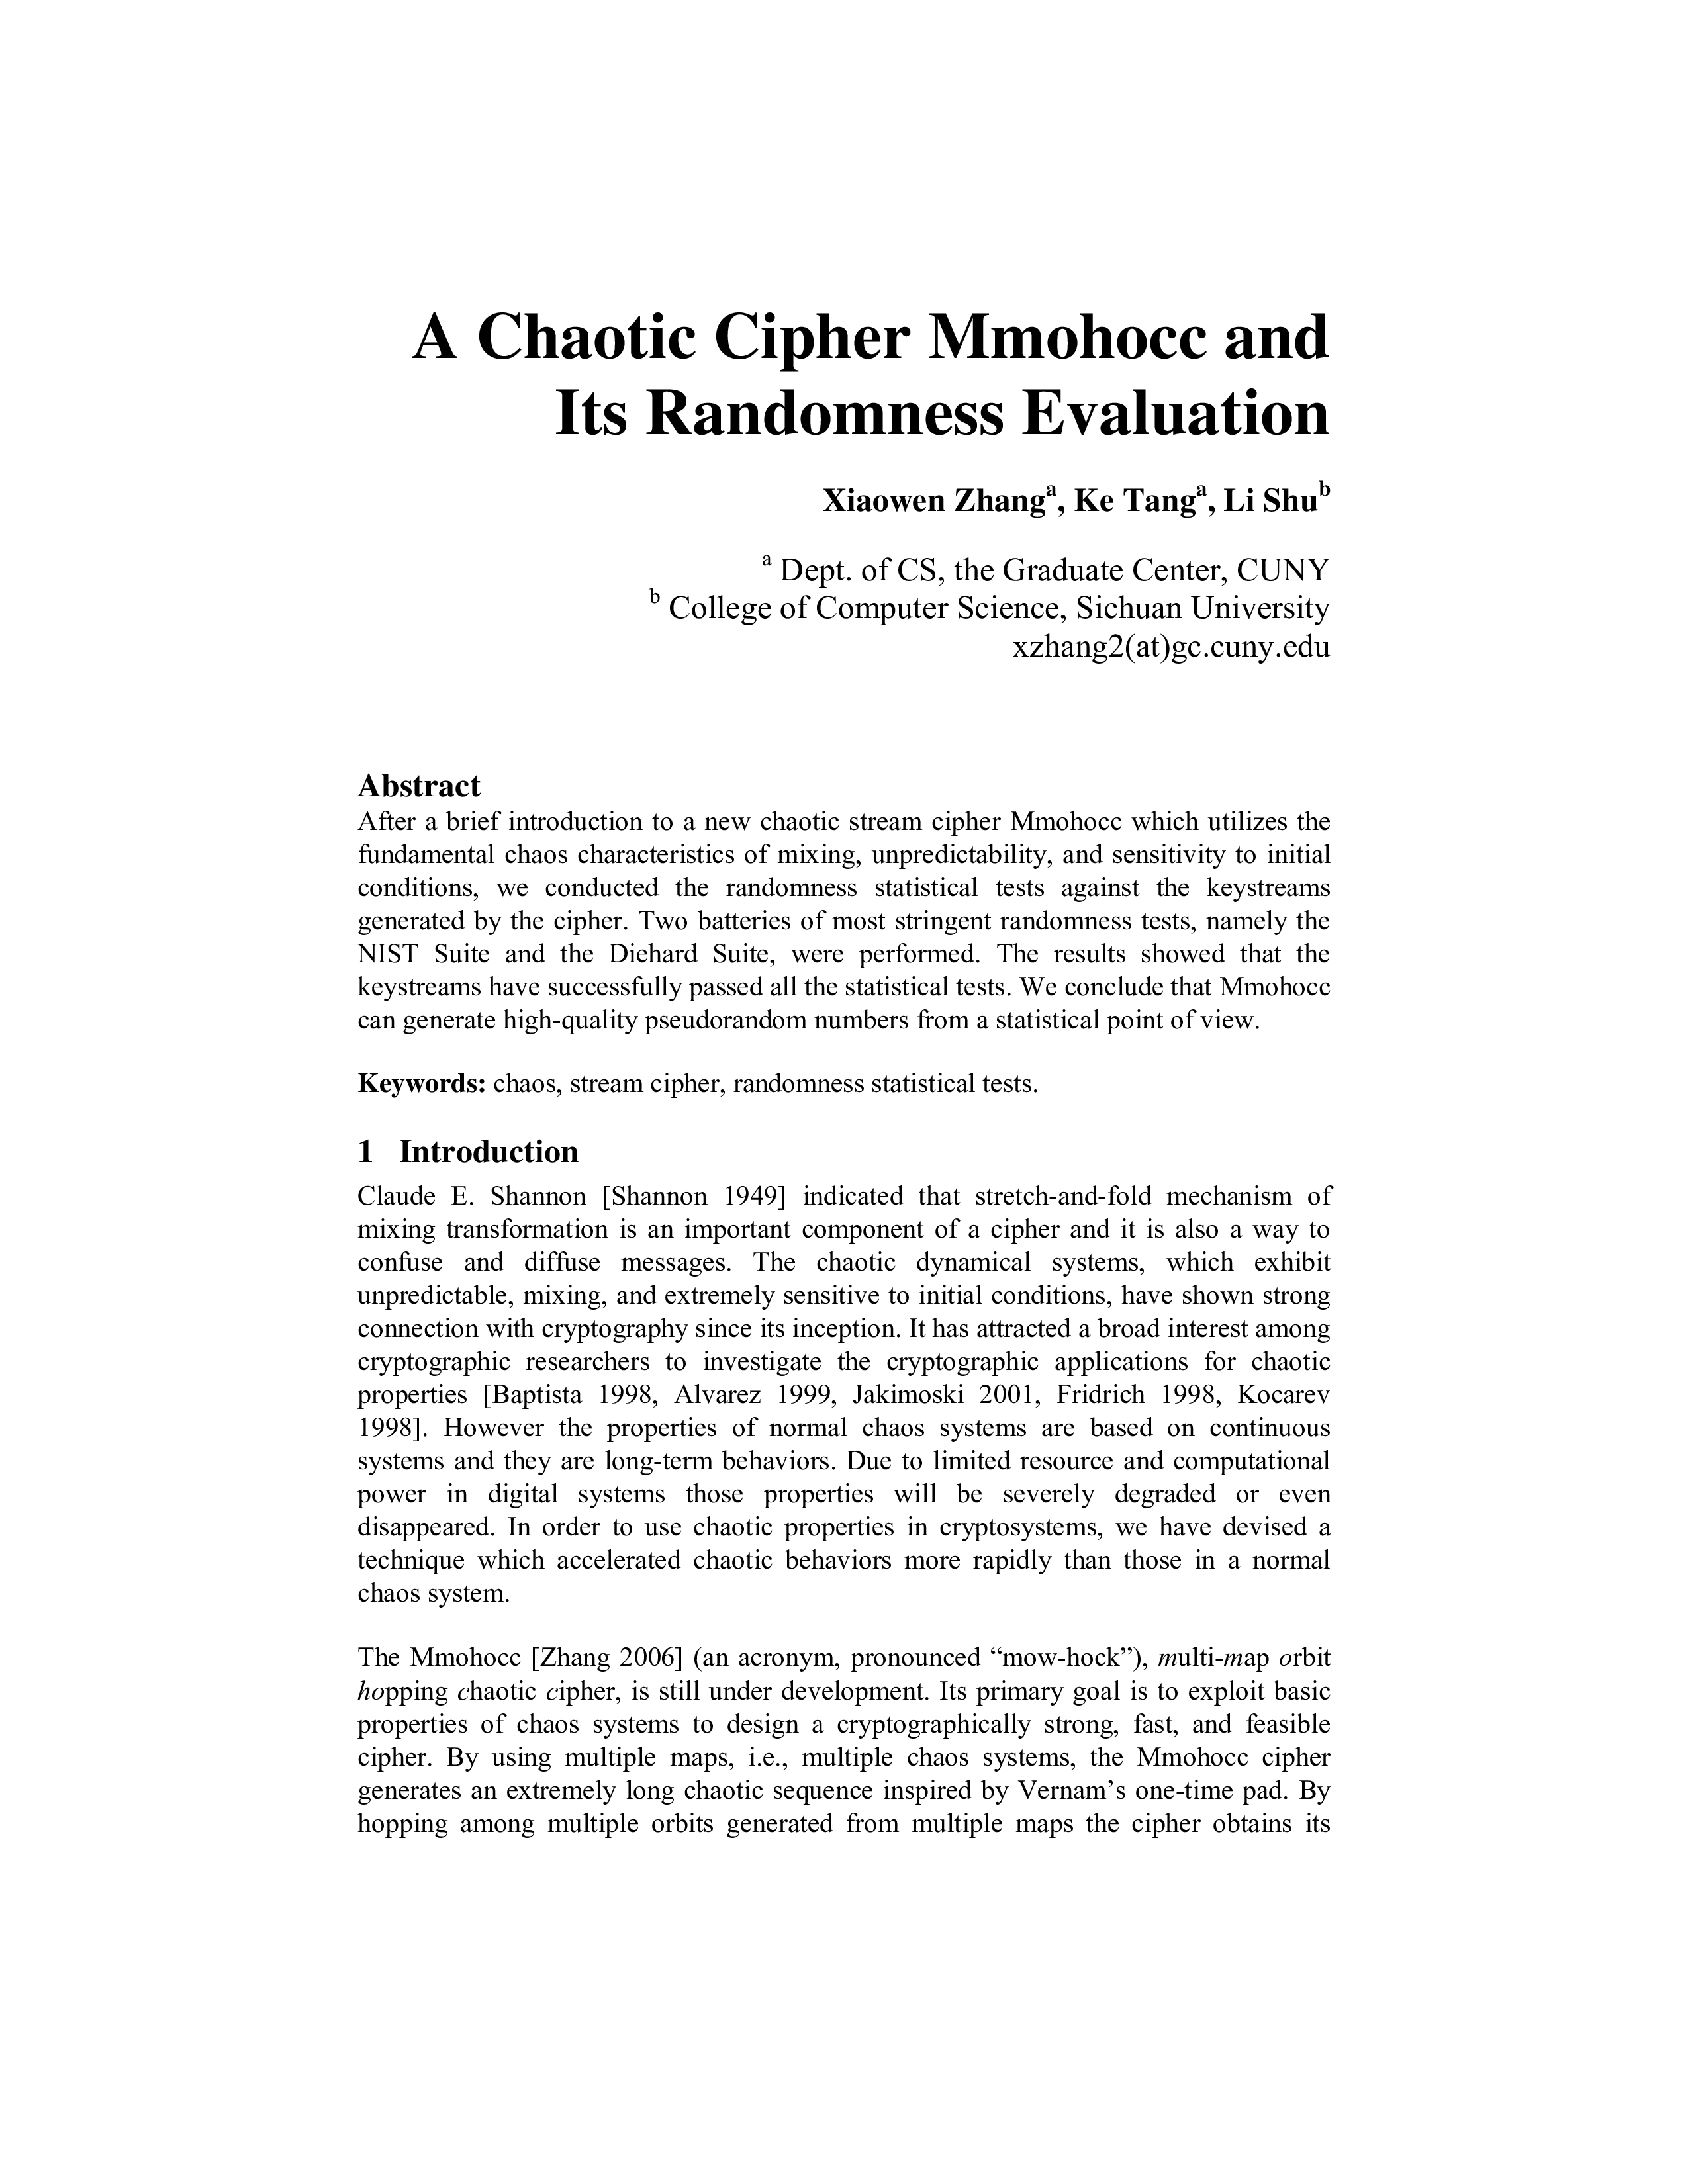 A Chaotic Cipher Mmohocc and
Its Randomness Evaluation
Xiaowen Zhangᵃ, Ke Tangᵃ, Li Shuᵇ
ᵃ Dept. of CS, the Graduate Center, CUNY
ᵇ College of Computer Science, Sichuan University
xzhang2(at)gc.cuny.edu
Abstract
After a brief introduction to a new chaotic stream cipher Mmohocc which utilizes the
fundamental chaos characteristics of mixing, unpredictability, and sensitivity to initial
conditions, we conducted the randomness statistical tests against the keystreams
generated by the cipher. Two batteries of most stringent randomness tests, namely the
NIST Suite and the Diehard Suite, were performed. The results showed that the
keystreams have successfully passed all the statistical tests. We conclude that Mmohocc
can generate high-quality pseudorandom numbers from a statistical point of view.
Keywords: chaos, stream cipher, randomness statistical tests.
1 Introduction
Claude E. Shannon [Shannon 1949] indicated that stretch-and-fold mechanism of
mixing transformation is an important component of a cipher and it is also a way to
confuse and diffuse messages. The chaotic dynamical systems, which exhibit
unpredictable, mixing, and extremely sensitive to initial conditions, have shown strong
connection with cryptography since its inception. It has attracted a broad interest among
cryptographic researchers to investigate the cryptographic applications for chaotic
properties [Baptista 1998, Alvarez 1999, Jakimoski 2001, Fridrich 1998, Kocarev
1998]. However the properties of normal chaos systems are based on continuous
systems and they are long-term behaviors. Due to limited resource and computational
power in digital systems those properties will be severely degraded or even
disappeared. In order to use chaotic properties in cryptosystems, we have devised a
technique which accelerated chaotic behaviors more rapidly than those in a normal
chaos system.
The Mmohocc [Zhang 2006] (an acronym, pronounced “mow-hock”), multi-map orbit
hopping chaotic cipher, is still under development. Its primary goal is to exploit basic
properties of chaos systems to design a cryptographically strong, fast, and feasible
cipher. By using multiple maps, i.e., multiple chaos systems, the Mmohocc cipher
generates an extremely long chaotic sequence inspired by Vernam’s one-time pad. By
hopping among multiple orbits generated from multiple maps the cipher obtains its